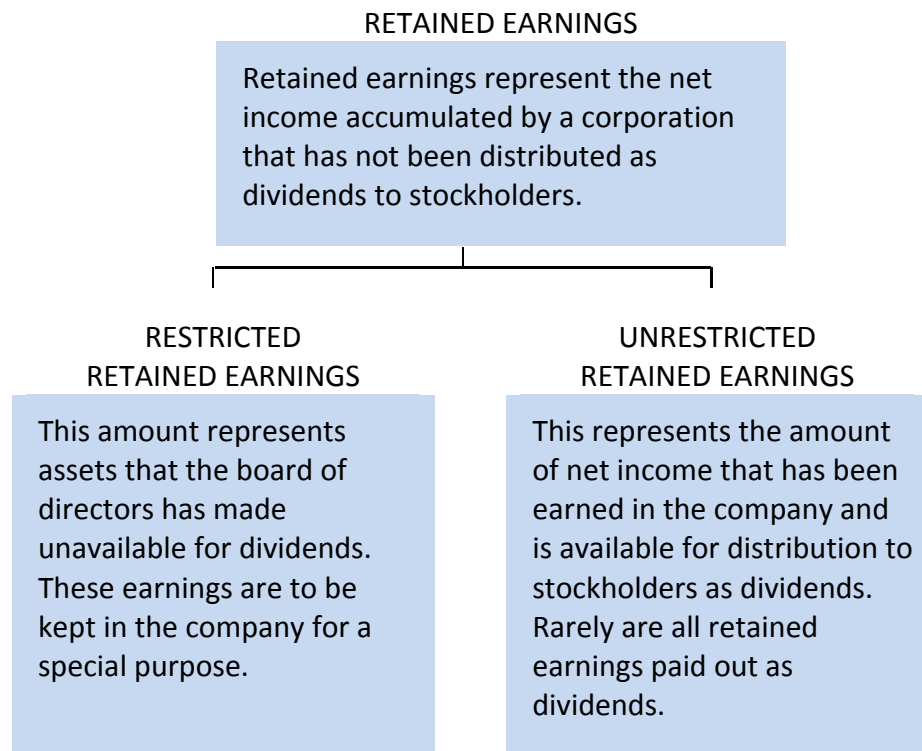 RETAINED EARNINGS
Retained earnings represent the net
income accumulated by a corporation
that has not been distributed as
dividends to stockholders.
RESTRICTED
RETAINED EARNINGS
This amount represents
assets that the board of
directors has made
unavailable for dividends.
These earnings are to be
kept in the company for a
special purpose.
UNRESTRICTED
RETAINED EARNINGS
This represents the amount
of net income that has been
earned in the company and
is available for distribution to
stockholders as dividends.
Rarely are all retained
earnings paid out as
dividends.